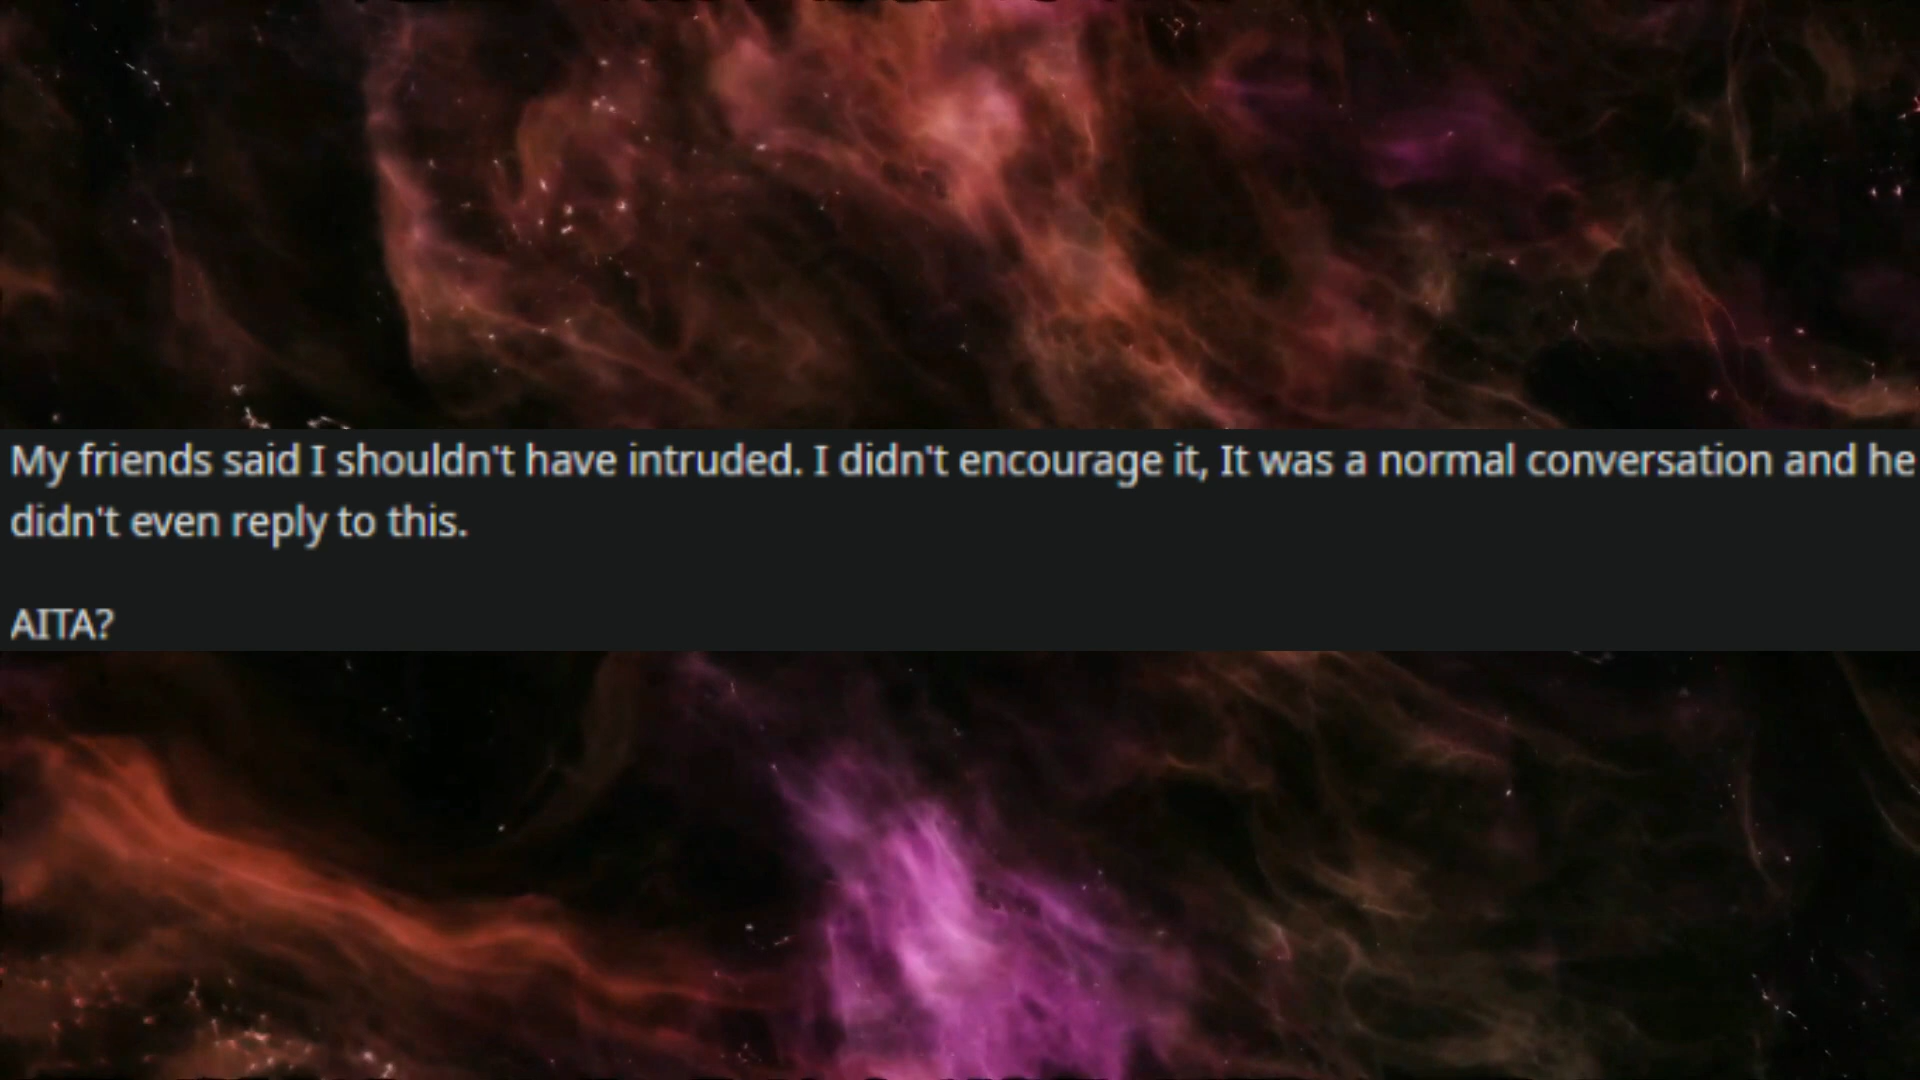 My friends said I shouldn't have intruded. I didn't encourage it, It was a normal conversation and he
didn't even reply to this.
AITA?